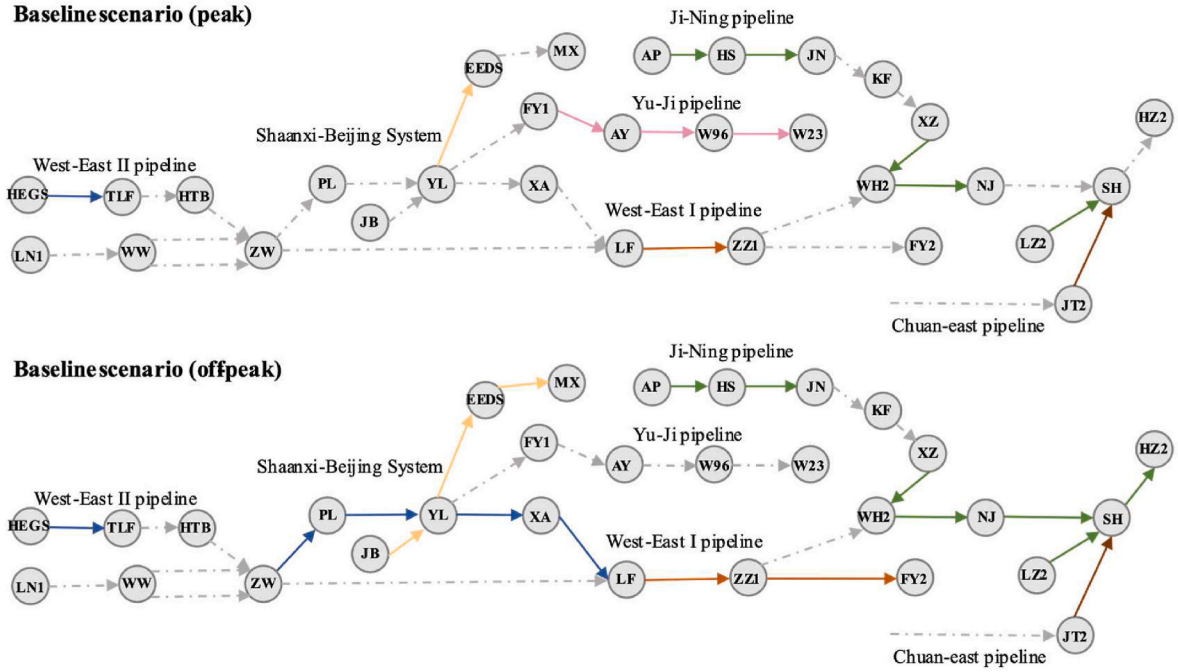 Baseline scenario (peak)
Ji-Ning pipeline
AP HS JN
MX
EEDS
KF
FY1
Yu-Ji pipeline
AY W96 W23
XZ
HZ2
Shaanxi-Beijing System
West-East II pipeline
HEGS TLF HTB
PL YL XA
WH2 NJ SH
JB
West-East I pipeline
LN1 WW ZW LF ZZ1 FY2 LZ2
JT2
Chuan-east pipeline
Baseline scenario (offpeak)
Ji-Ning pipeline
AP HS JN
MX
EEDS
KF
FY1
Yu-Ji pipeline
AY W96 W23
XZ
HZ2
Shaanxi-Beijing System
West-East II pipeline
HEGS TLF HTB
PL YL XA
WH2 NJ SH
JB
West-East I pipeline
LN1 WW ZW LF ZZ1 FY2 LZ2
JT2
Chuan-east pipeline